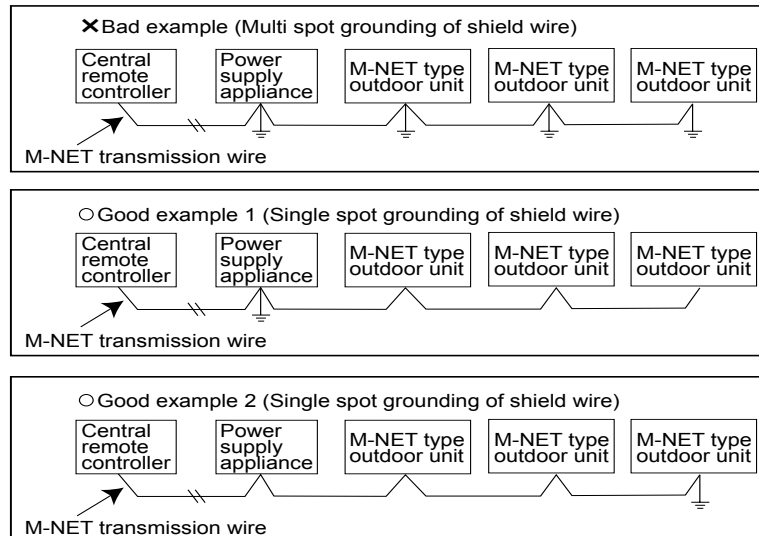 ✕Bad example (Multi spot grounding of shield wire)
Central
remote
controller
Power
supply
appliance
M-NET type
outdoor unit
M-NET type
outdoor unit
M-NET type
outdoor unit
M-NET transmission wire
○Good example 1 (Single spot grounding of shield wire)
Central
remote
controller
Power
supply
appliance
M-NET type
outdoor unit
M-NET type
outdoor unit
M-NET type
outdoor unit
M-NET transmission wire
○Good example 2 (Single spot grounding of shield wire)
Central
remote
controller
Power
supply
appliance
M-NET type
outdoor unit
M-NET type
outdoor unit
M-NET type
outdoor unit
M-NET transmission wire